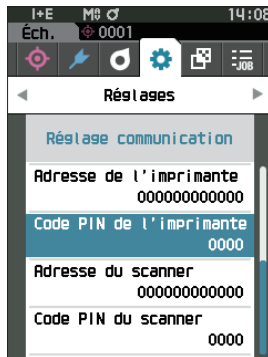 I+E M0 14:08
Éch. 0001
-JOB
Réglages
Réglage communication
Adresse de l'imprimante
000000000000
Code PIN de l'imprimante
0000
Adresse du scanner
000000000000
Code PIN du scanner
0000